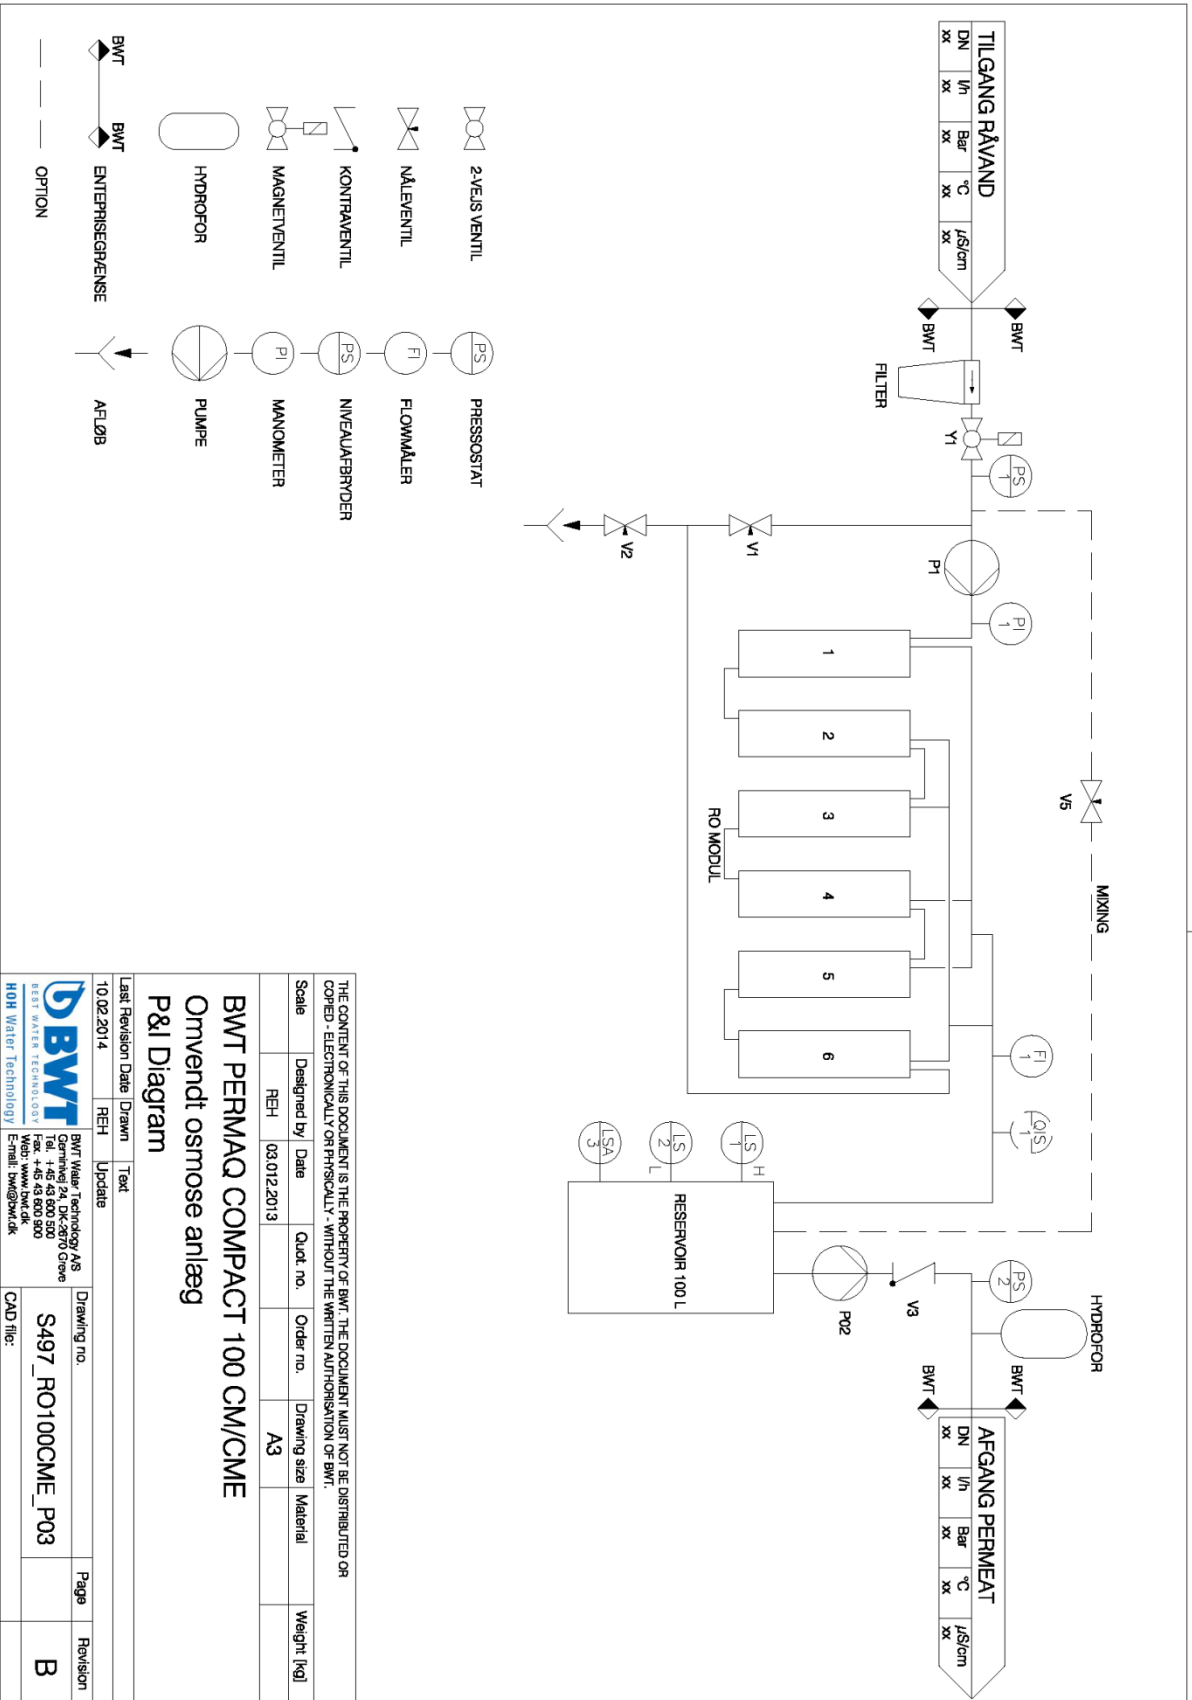 TILGANG RÅVAND
DN l/h Bar °C µS/cm
xx xx xx xx xx
BWT
BWT
FILTER
Y1
PS
1
P1
PI
1
V1
V2
V5
MIXING
1
2
3
4
5
6
RO MODUL
FI
1
QIS
1
LS
1
H
LS
2
L
LSA
3
RESERVOIR 100 L
P02
V3
PS
2
HYDROFOR
BWT
BWT
AFGANG PERMEAT
DN l/h Bar °C µS/cm
xx xx xx xx xx
2-VEJS VENTIL
NÅLEVENTIL
KONTRAVENTIL
MAGNETVENTIL
HYDROFOR
BWT BWT
ENTEPRISEGRÆNSE
OPTION
PS
PRESSOSTAT
FI
FLOWMÅLER
PS
NIVEAUAFBRYDER
PI
MANOMETER
PUMPE
AFLØB
THE CONTENT OF THIS DOCUMENT IS THE PROPERTY OF BWT. THE DOCUMENT MUST NOT BE DISTRIBUTED OR
COPIED - ELECTRONICALLY OR PHYSICALLY - WITHOUT THE WRITTEN AUTHORISATION OF BWT.
Scale Designed by Date Quot. no. Order no. Drawing size Material Weight [kg]
REH 03.012.2013 A3
BWT PERMAQ COMPACT 100 CM/CME
Omvendt osmose anlæg
P&I Diagram
Last Revision Date Drawn Text
10.02.2014 REH Update
BWT
BEST WATER TECHNOLOGY
HOH Water Technology
BWT Water Technology A/S
Geminivej 24, DK-2670 Greve
Tel. +45 43 600 500
Fax. +45 43 600 900
Web: www.bwt.dk
E-mail: bwt@bwt.dk
Drawing no. Page Revision
S497_RO100CME_P03 B
CAD file: